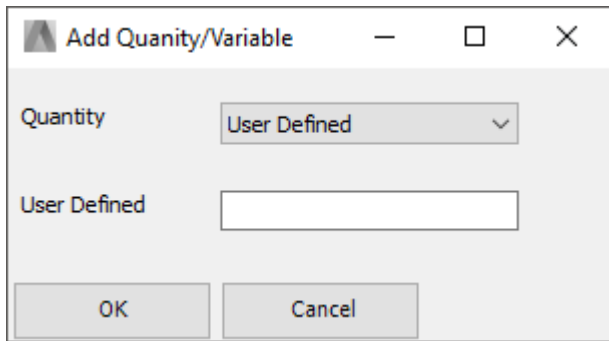 Add Quanity/Variable
Quantity
User Defined
User Defined
OK
Cancel